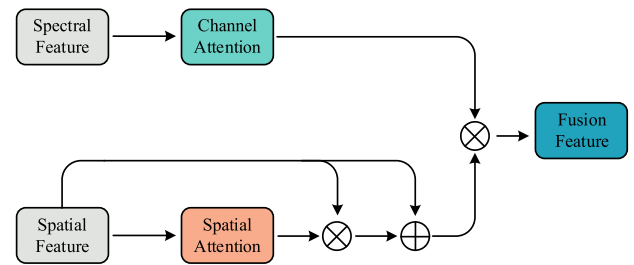 Spectral
Feature
Channel
Attention
Fusion
Feature
Spatial
Feature
Spatial
Attention